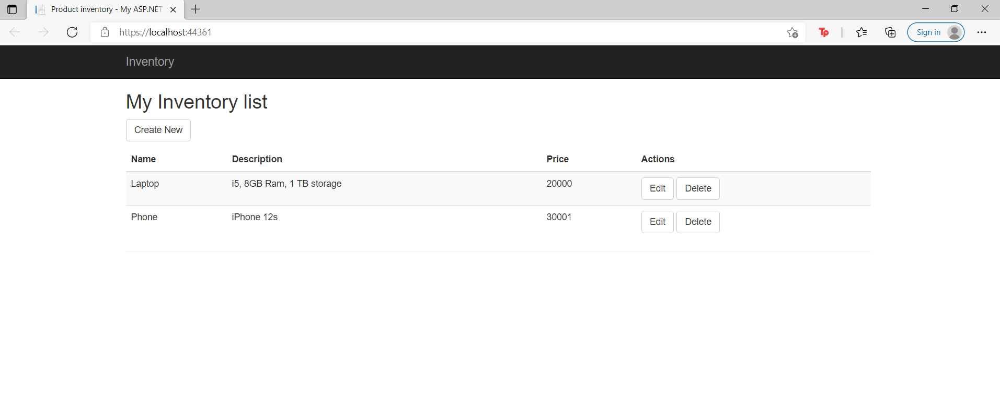 Product inventory - My ASP.NET
https://localhost:44361
Tp
Sign in
Inventory
My Inventory list
Create New
Name Description Price Actions
Laptop i5, 8GB Ram, 1 TB storage 20000 Edit Delete
Phone iPhone 12s 30001 Edit Delete